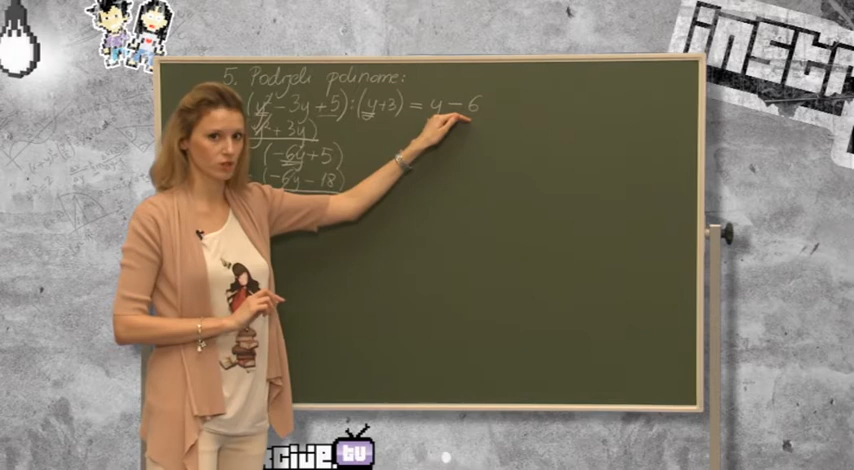 5. Podijeli polinome:
(y² - 3y + 5) : (y+3) = y - 6
y² + 3y)
(-6y+5)
(-6y - 18)